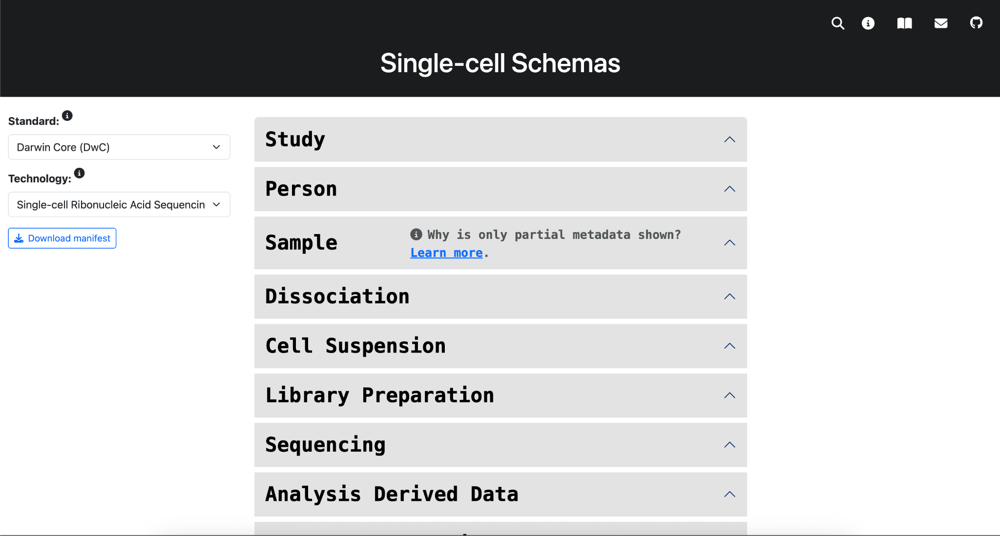 Single-cell Schemas
Standard:
Darwin Core (DwC)
Technology:
Single-cell Ribonucleic Acid Sequencin
Download manifest
Study
Person
Sample
Why is only partial metadata shown?
Learn more.
Dissociation
Cell Suspension
Library Preparation
Sequencing
Analysis Derived Data